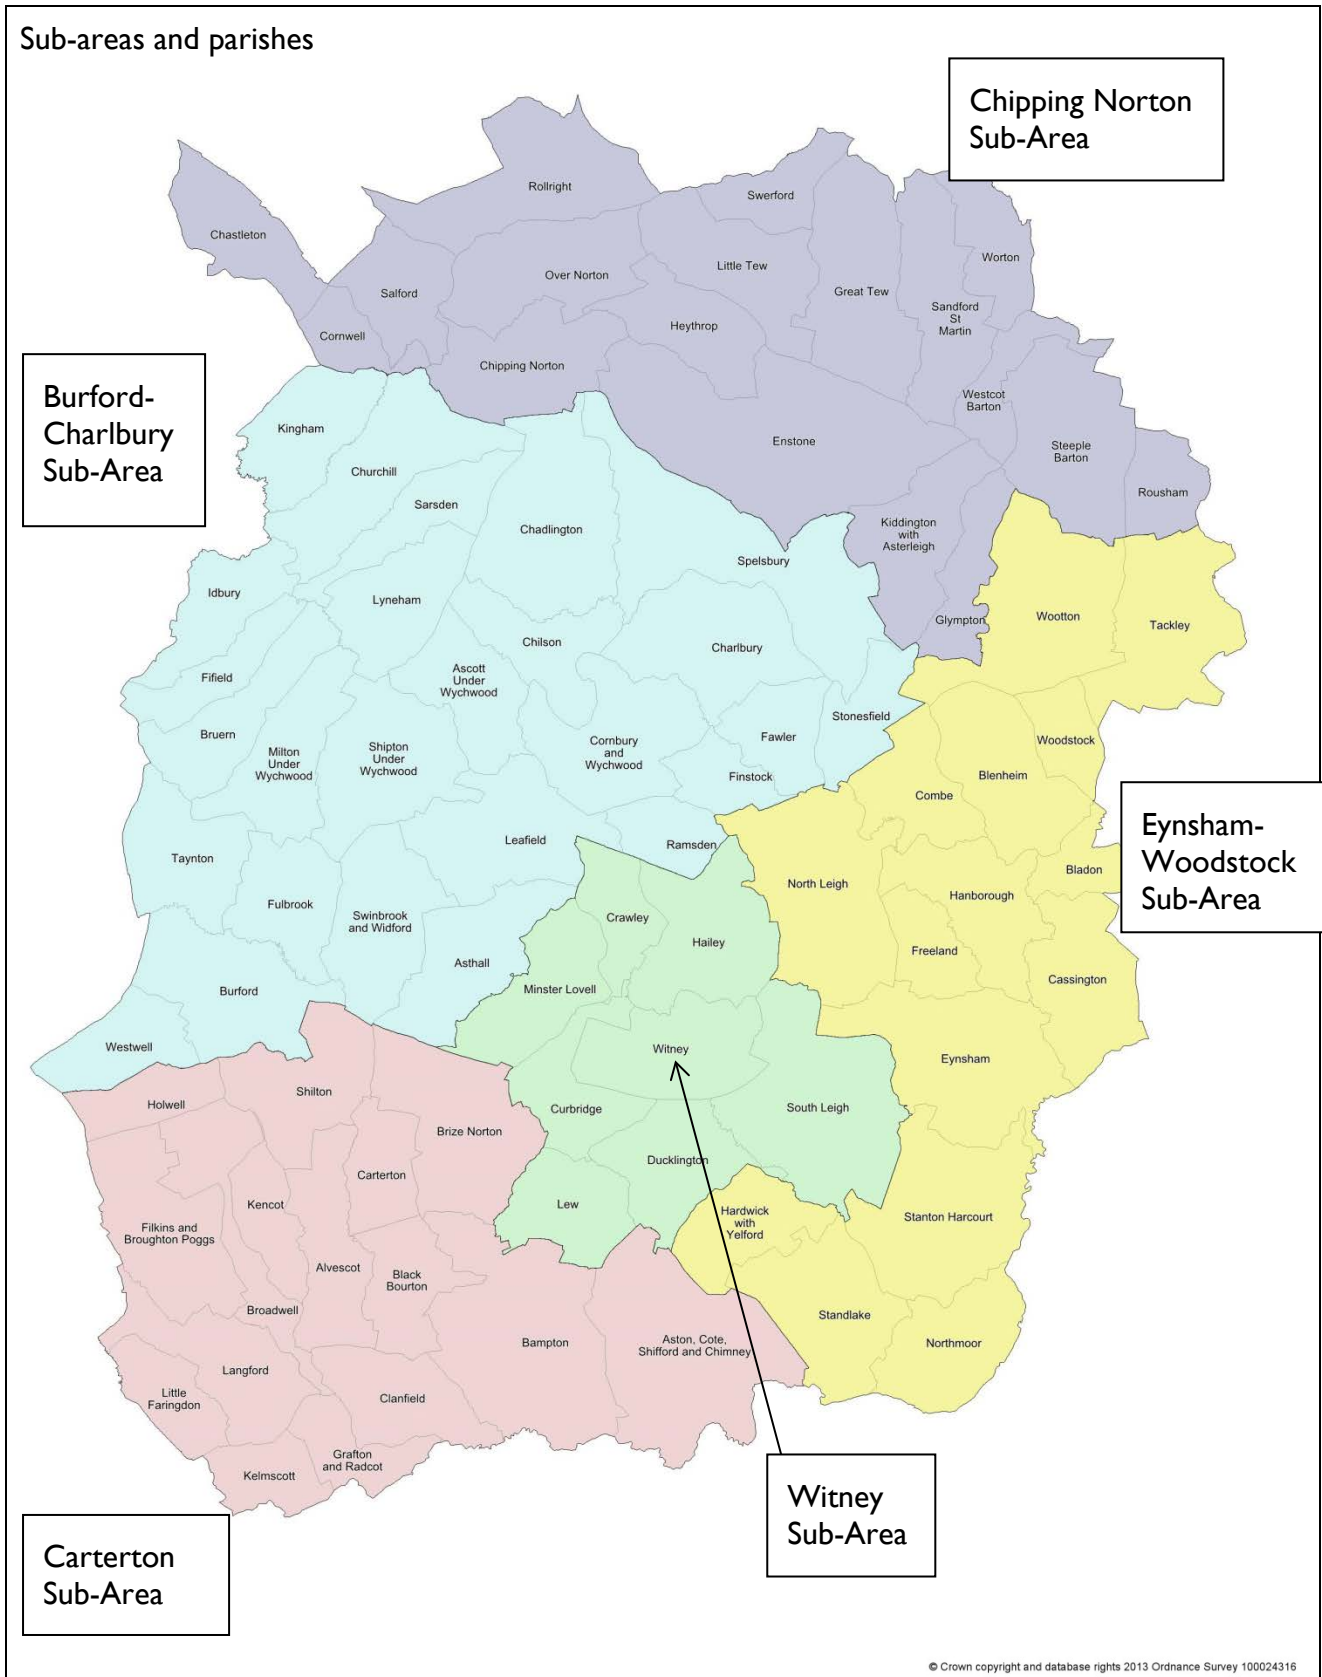 Sub-areas and parishes
Chipping Norton
Sub-Area
Rollright
Swerford
Chastleton
Worton
Little Tew
Over Norton
Salford
Great Tew
Sandford
St
Martin
Heythrop
Cornwell
Chipping Norton
Burford-
Charlbury
Sub-Area
Westcot
Barton
Kingham
Enstone
Steeple
Barton
Churchill
Rousham
Sarsden
Chadlington
Kiddington
with
Asterleigh
Spelsbury
Idbury
Lyneham
Wootton
Glympton
Tackley
Chilson
Charlbury
Ascott
Under
Wychwood
Fifield
Stonesfield
Bruern
Fawler
Woodstock
Milton
Under
Wychwood
Shipton
Under
Wychwood
Cornbury
and
Wychwood
Finstock
Blenheim
Combe
Eynsham-
Woodstock
Sub-Area
Leafield
Ramsden
Taynton
Bladon
North Leigh
Hanborough
Fulbrook
Swinbrook
and Widford
Crawley
Hailey
Freeland
Asthall
Cassington
Burford
Minster Lovell
Westwell
Witney
Eynsham
Shilton
Holwell
Curbridge
South Leigh
Brize Norton
Ducklington
Carterton
Kencot
Lew
Hardwick
with
Yelford
Stanton Harcourt
Filkins and
Broughton Poggs
Alvescot
Black
Bourton
Broadwell
Standlake
Bampton
Aston, Cote,
Shifford and Chimney
Northmoor
Langford
Little
Faringdon
Clanfield
Grafton
and Radcot
Kelmscott
Witney
Sub-Area
Carterton
Sub-Area
© Crown copyright and database rights 2013 Ordnance Survey 100024316